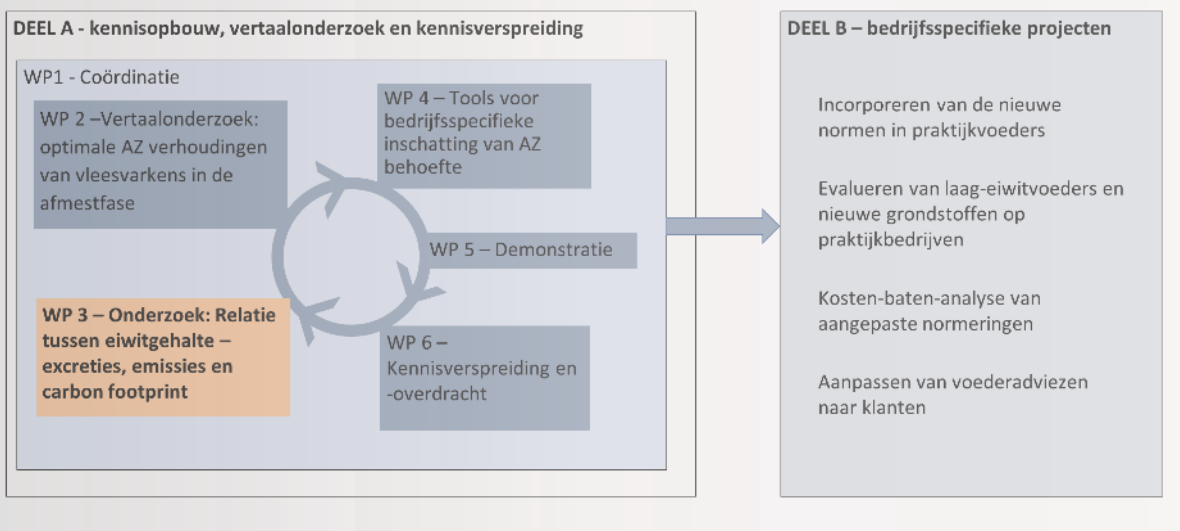 DEEL A - kennisopbouw, vertaalonderzoek en kennisverspreiding
WP1 - Coördinatie
WP 2 –Vertaalonderzoek:
optimale AZ verhoudingen
van vleesvarkens in de
afmestfase
WP 4 – Tools voor
bedrijfsspecifieke
inschatting van AZ
behoefte
WP 5 – Demonstratie
WP 3 – Onderzoek: Relatie
tussen eiwitgehalte –
excreties, emissies en
carbon footprint
WP 6 –
Kennisverspreiding en
-overdracht
DEEL B – bedrijfsspecifieke projecten
Incorporeren van de nieuwe
normen in praktijkvoeders
Evalueren van laag-eiwitvoeders en
nieuwe grondstoffen op
praktijkbedrijven
Kosten-baten-analyse van
aangepaste normeringen
Aanpassen van voederadviezen
naar klanten